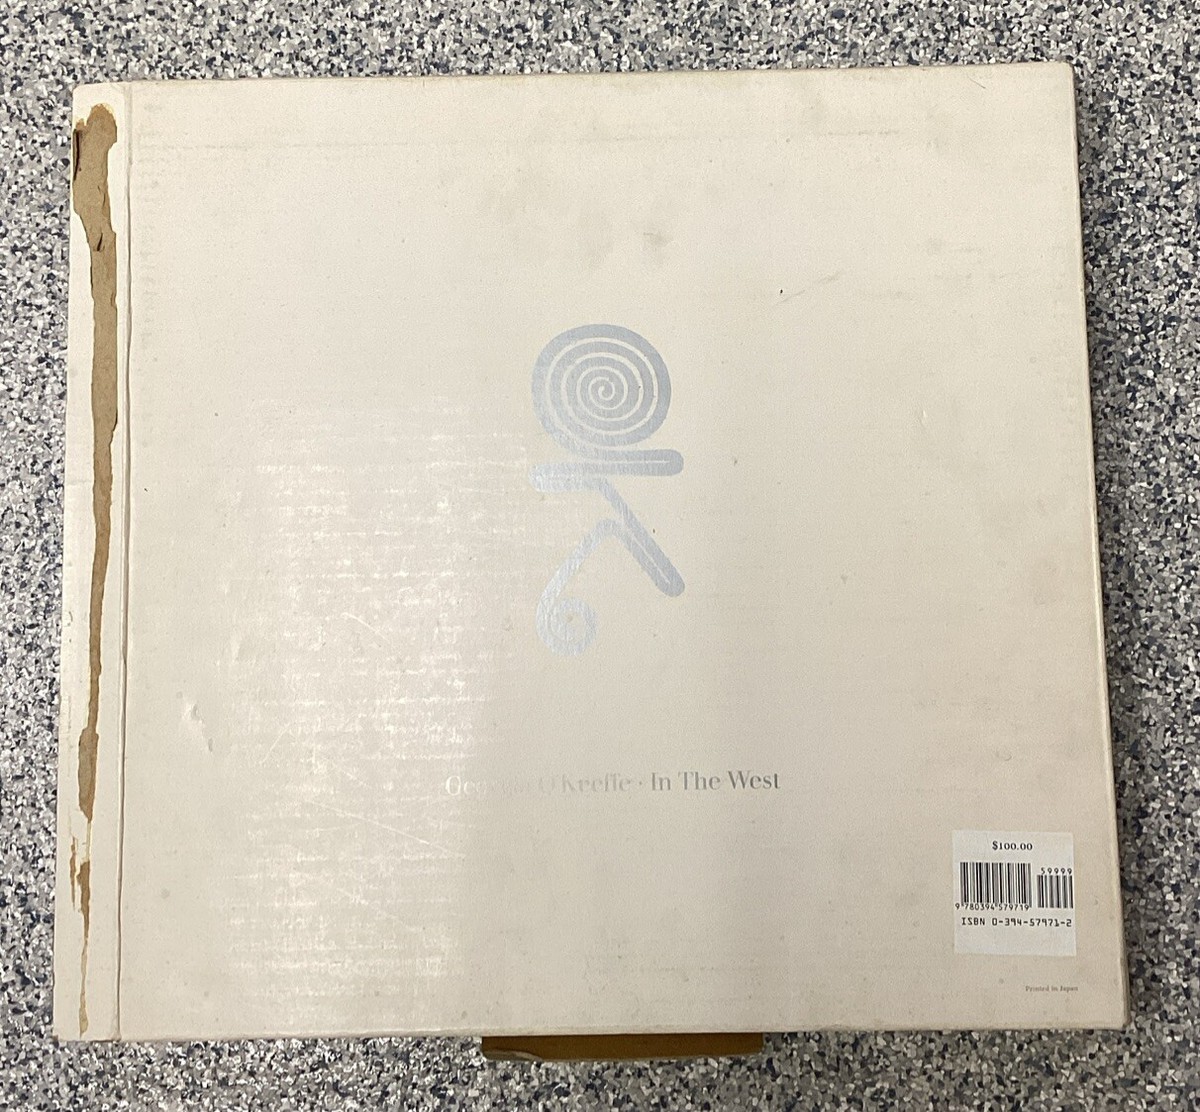 Georgia O'Keeffe · In The West
$100.00
59999
9 780394 579719
ISBN 0-394-57971-2
Printed in Japan